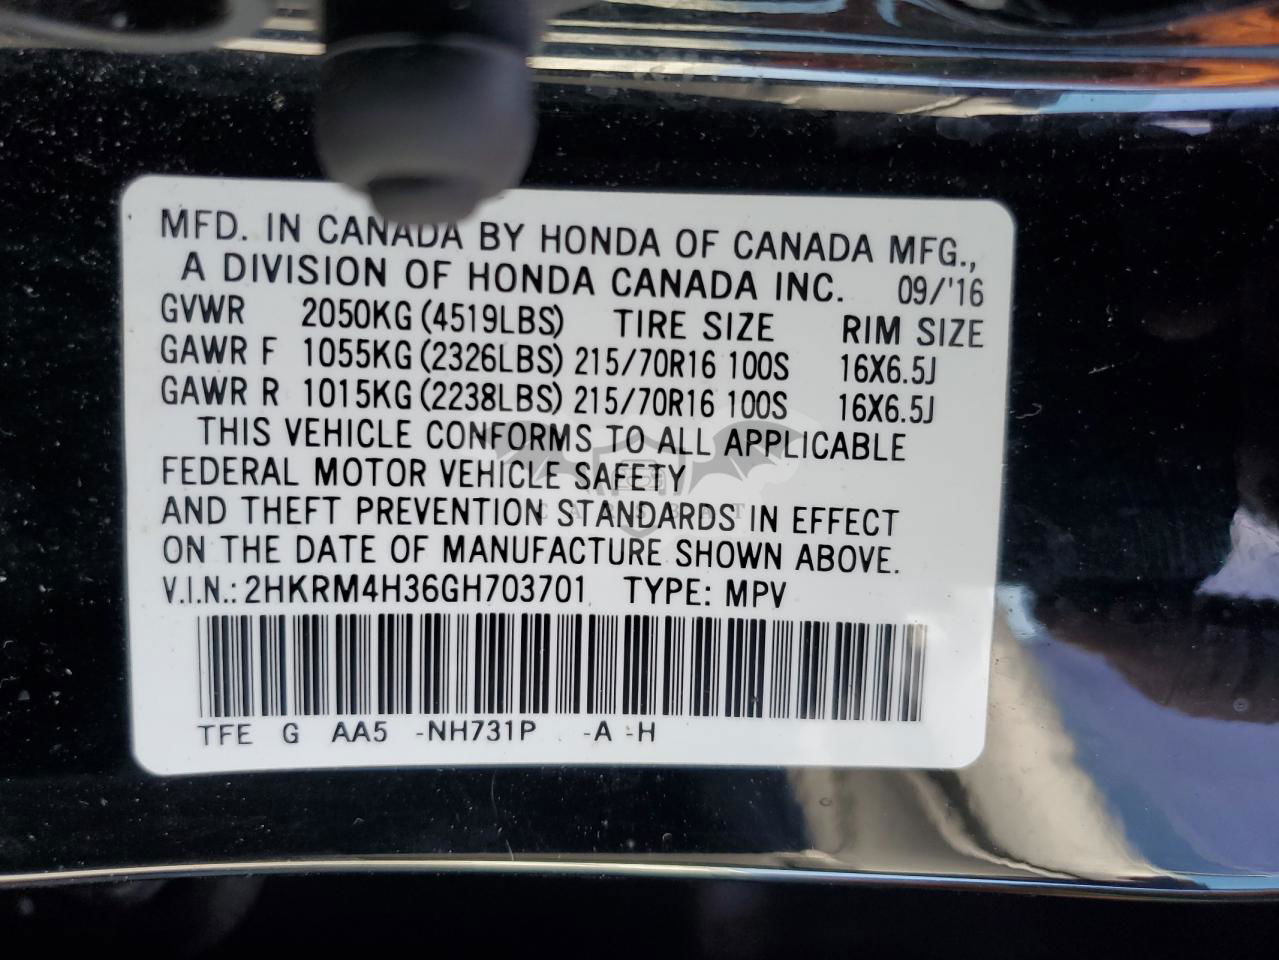 MFD. IN CANADA BY HONDA OF CANADA MFG.,
A DIVISION OF HONDA CANADA INC. 09/'16
GVWR 2050KG (4519LBS) TIRE SIZE RIM SIZE
GAWR F 1055KG (2326LBS) 215/70R16 100S 16X6.5J
GAWR R 1015KG (2238LBS) 215/70R16 100S 16X6.5J
THIS VEHICLE CONFORMS TO ALL APPLICABLE
FEDERAL MOTOR VEHICLE SAFETY
AND THEFT PREVENTION STANDARDS IN EFFECT
ON THE DATE OF MANUFACTURE SHOWN ABOVE.
V.I.N.: 2HKRM4H36GH703701 TYPE: MPV
TFE G AA5 -NH731P -A -H